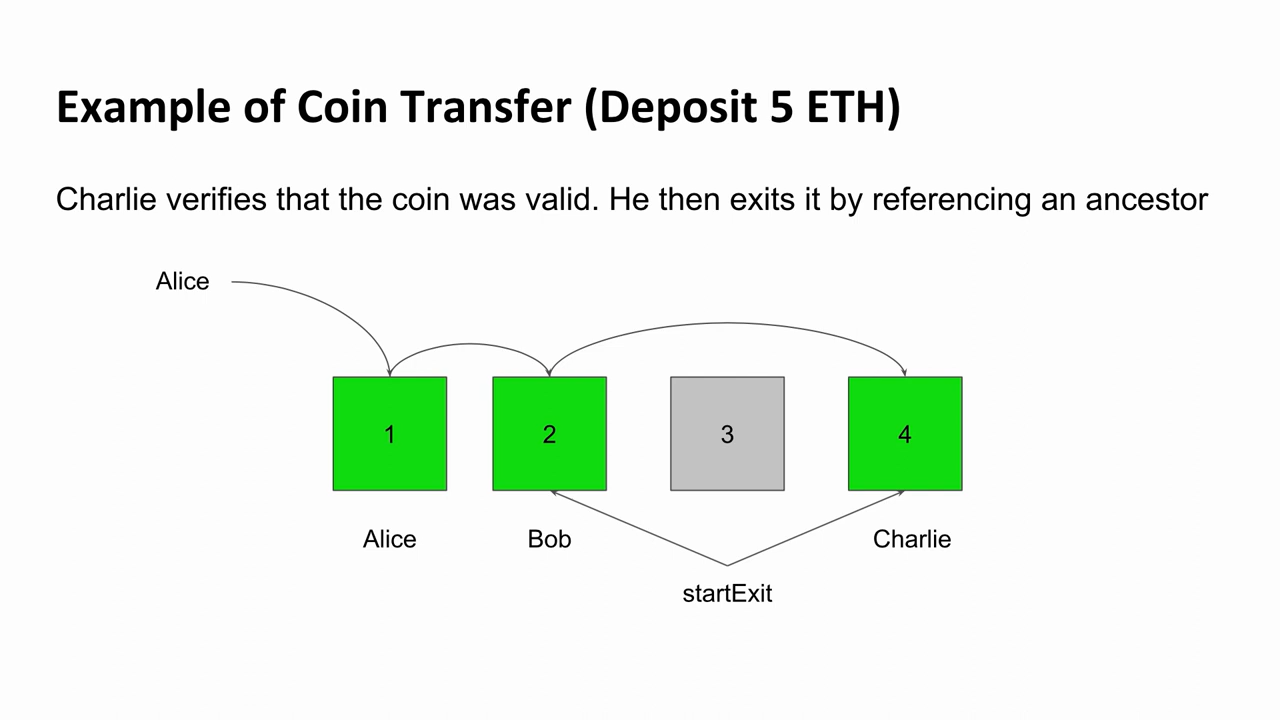 Example of Coin Transfer (Deposit 5 ETH)
Charlie verifies that the coin was valid. He then exits it by referencing an ancestor
Alice
1
2
3
4
Alice
Bob
Charlie
startExit